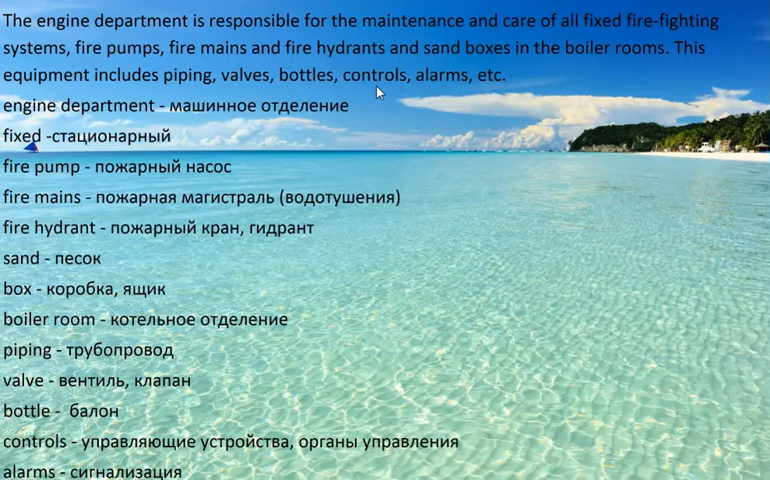 The engine department is responsible for the maintenance and care of all fixed fire-fighting
systems, fire pumps, fire mains and fire hydrants and sand boxes in the boiler rooms. This
equipment includes piping, valves, bottles, controls, alarms, etc.
engine department - машинное отделение
fixed -стационарный
fire pump - пожарный насос
fire mains - пожарная магистраль (водотушения)
fire hydrant - пожарный кран, гидрант
sand - песок
box - коробка, ящик
boiler room - котельное отделение
piping - трубопровод
valve - вентиль, клапан
bottle - балон
controls - управляющие устройства, органы управления
alarms - сигнализация